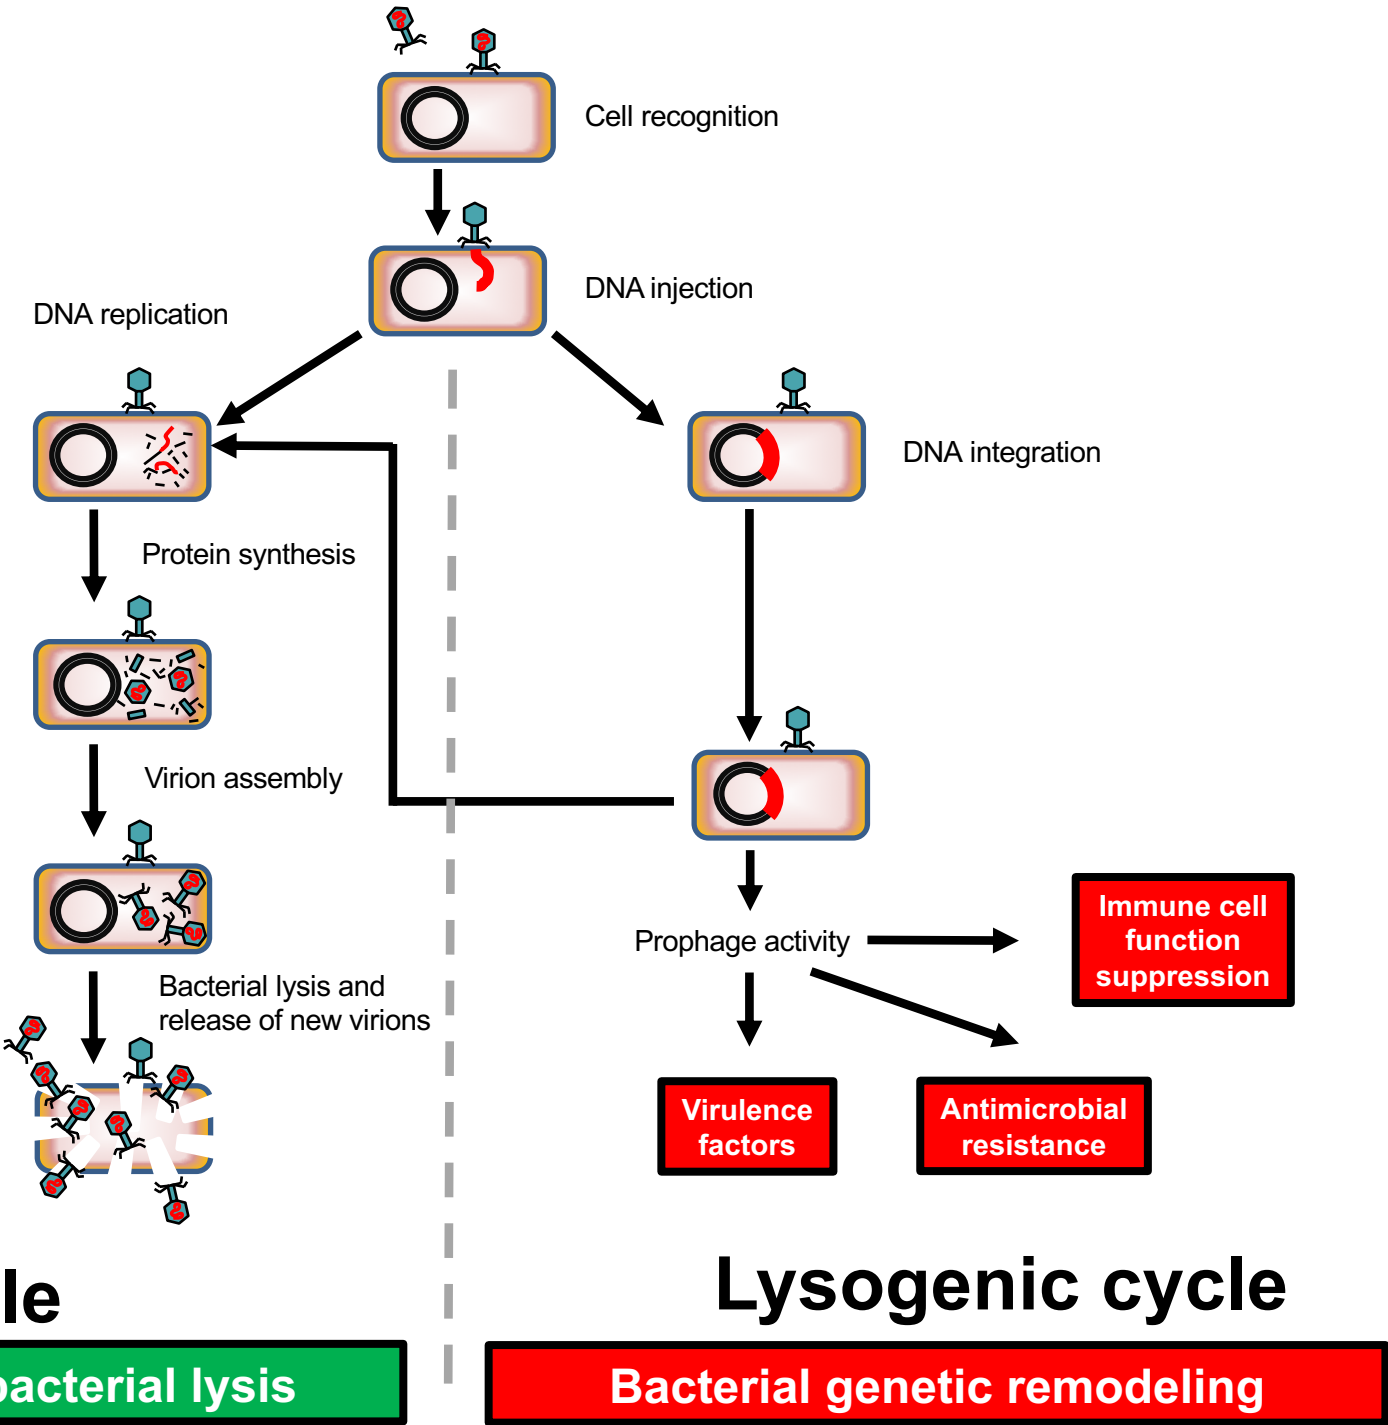 Cell recognition
DNA injection
DNA replication
DNA integration
Protein synthesis
Virion assembly
Prophage activity
Immune cell
function
suppression
Bacterial lysis and
release of new virions
Virulence
factors
Antimicrobial
resistance
le
Lysogenic cycle
bacterial lysis
Bacterial genetic remodeling